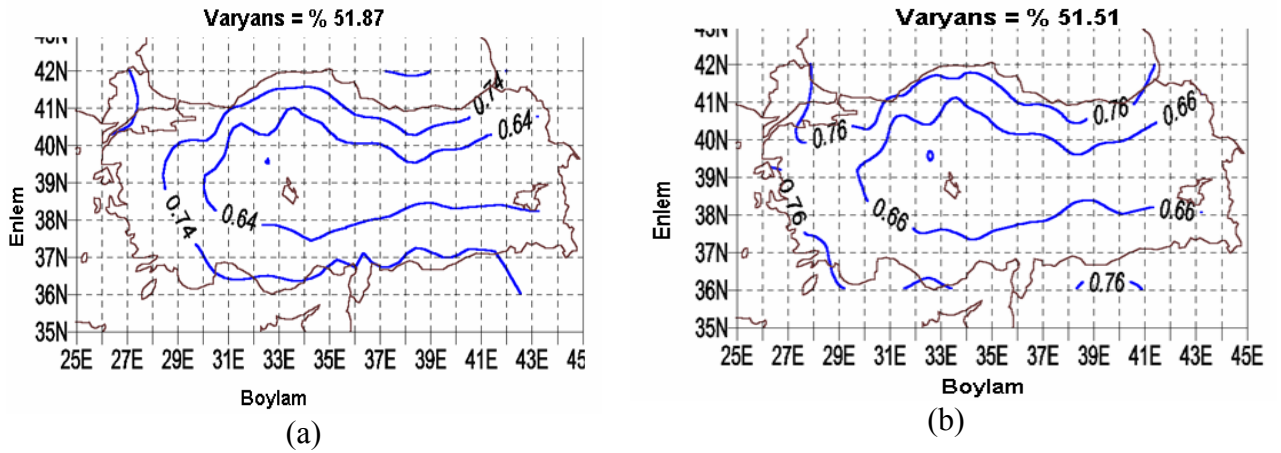 Varyans = % 51.87
43N
42N
41N
40N
39N
38N
37N
36N
35N
25E 27E 29E 31E 33E 35E 37E 39E 41E 43E 45
Enlem
Boylam
0.74
0.64
0.74
0.64
(a)
Varyans = % 51.51
43N
42N
41N
40N
39N
38N
37N
36N
35N
25E 27E 29E 31E 33E 35E 37E 39E 41E 43E 45E
Enlem
Boylam
0.76
0.76
0.66
0.76
0.66
0.66
0.76
(b)